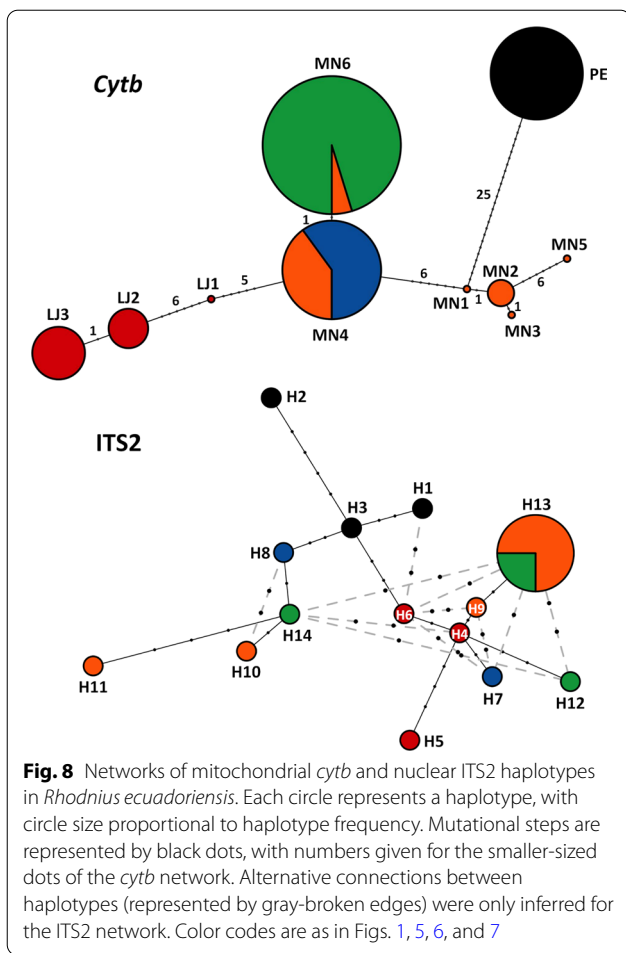 Cytb
MN6
PE
25
1
MN5
6
MN2
6
MN1
1
1
MN3
MN4
5
LJ1
6
LJ2
1
LJ3
ITS2
H2
H3
H1
H13
H8
H6
H9
H14
H4
H10
H11
H7
H12
H5
Fig. 8 Networks of mitochondrial cytb and nuclear ITS2 haplotypes
in Rhodnius ecuadoriensis. Each circle represents a haplotype, with
circle size proportional to haplotype frequency. Mutational steps are
represented by black dots, with numbers given for the smaller-sized
dots of the cytb network. Alternative connections between
haplotypes (represented by gray-broken edges) were only inferred for
the ITS2 network. Color codes are as in Figs. 1, 5, 6, and 7